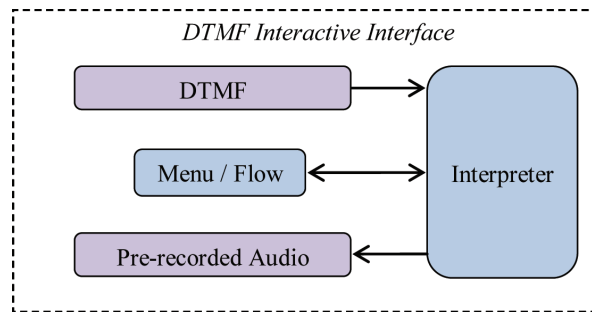 DTMF Interactive Interface
DTMF
Menu / Flow
Interpreter
Pre-recorded Audio